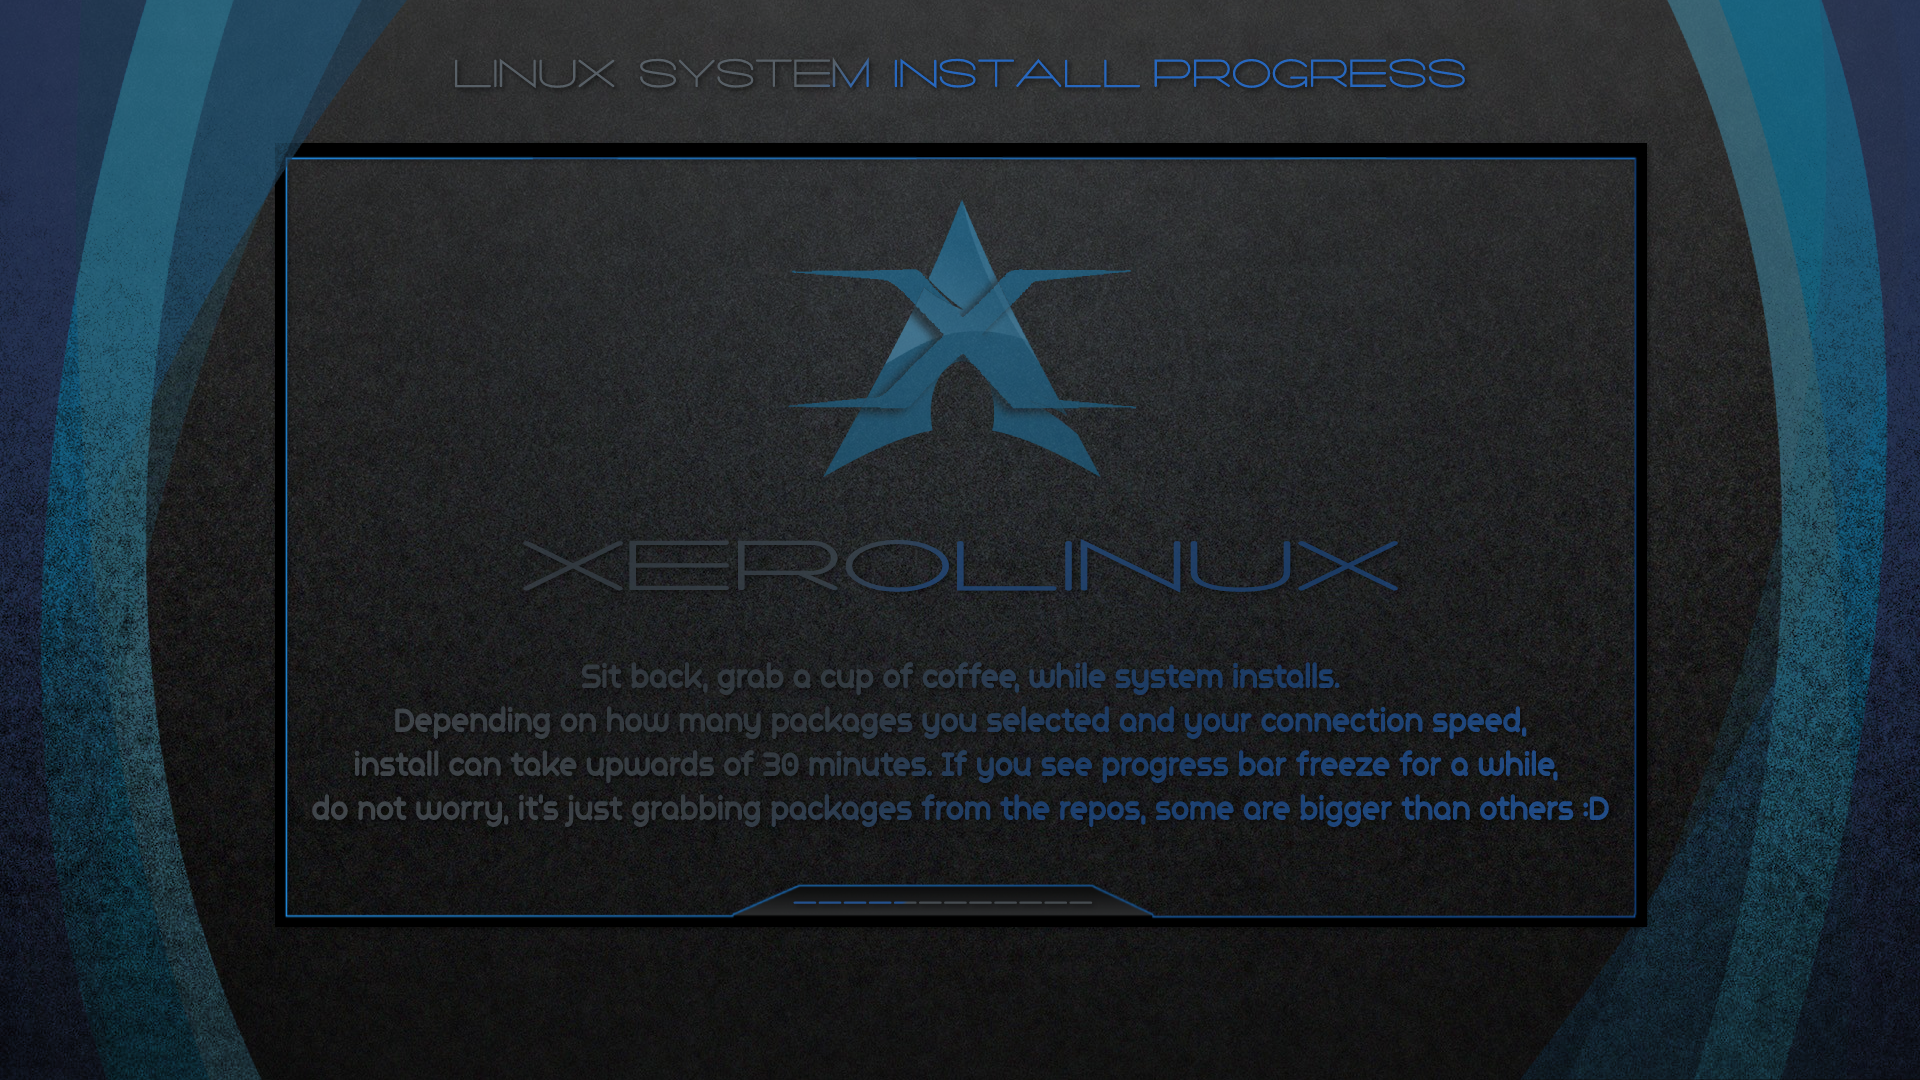 LINUX SYSTEM INSTALL PROGRESS
XEROLINUX
Sit back, grab a cup of coffee, while system installs.
Depending on how many packages you selected and your connection speed,
install can take upwards of 30 minutes. If you see progress bar freeze for a while,
do not worry, it's just grabbing packages from the repos, some are bigger than others :D